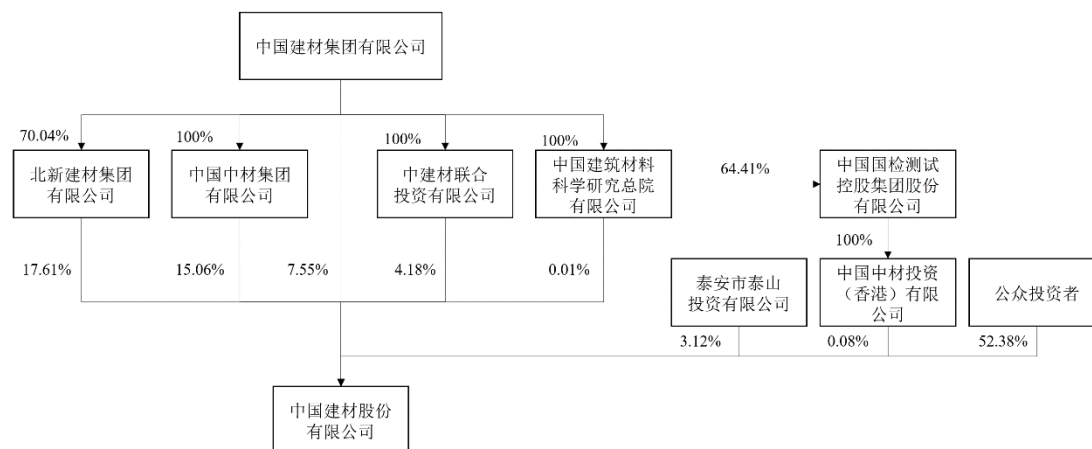 中国建材集团有限公司
70.04%
100%
100%
100%
北新建材集团
有限公司
中国中材集团
有限公司
中建材联合
投资有限公司
中国建筑材料
科学研究总院
有限公司
64.41%
中国国检测试
控股集团股份
有限公司
17.61%
15.06%
7.55%
4.18%
0.01%
100%
泰安市泰山
投资有限公司
中国中材投资
（香港）有限
公司
公众投资者
3.12%
0.08%
52.38%
中国建材股份
有限公司